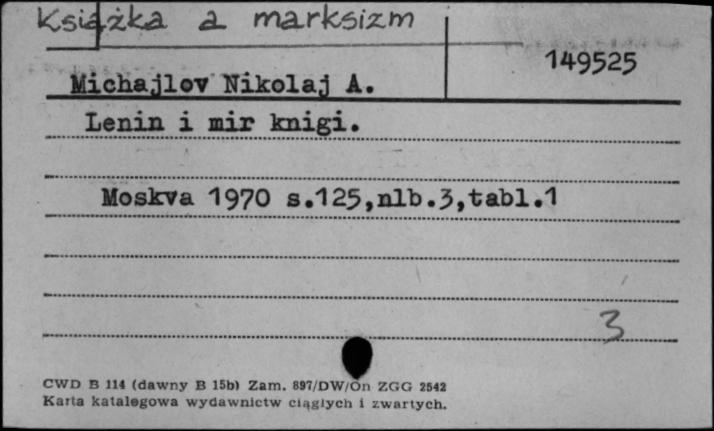 Książka a marksizm
149525
Michajlov Nikolaj A.
Lenin i mir knigi.
Moskva 1970 s.125,nlb.3,tabl.1
3
CWD B 114 (dawny B 15b) Zam. 897/DW/On ZGG 2542
Karta katalogowa wydawnictw ciągłych i zwartych.